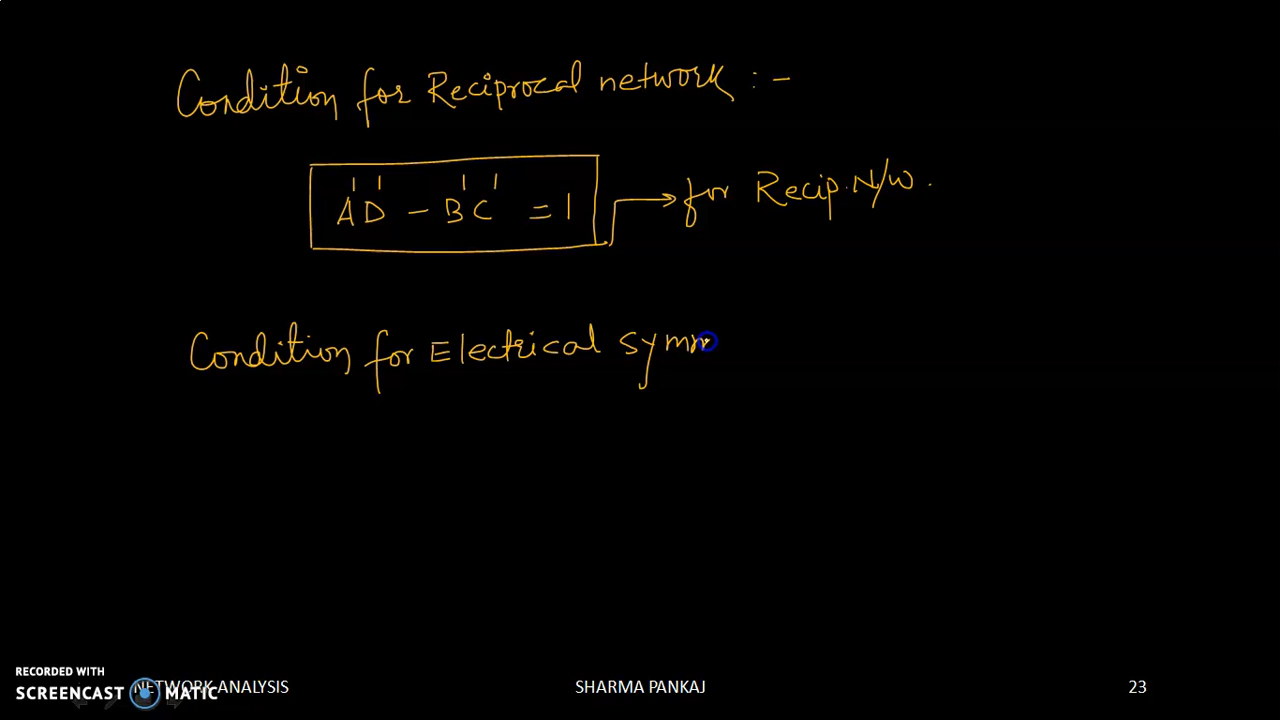 Condition for Reciprocal network :-
A'D' - B'C' = 1 → for Recip. N/W.
Condition for Electrical symm
RECORDED WITH
SCREENCAST MATIC
NETWORK ANALYSIS SHARMA PANKAJ 23